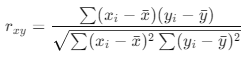 r_{xy} = \frac{\sum(x_i - \bar{x})(y_i - \bar{y})}{\sqrt{\sum(x_i - \bar{x})^2 \sum(y_i - \bar{y})^2}}